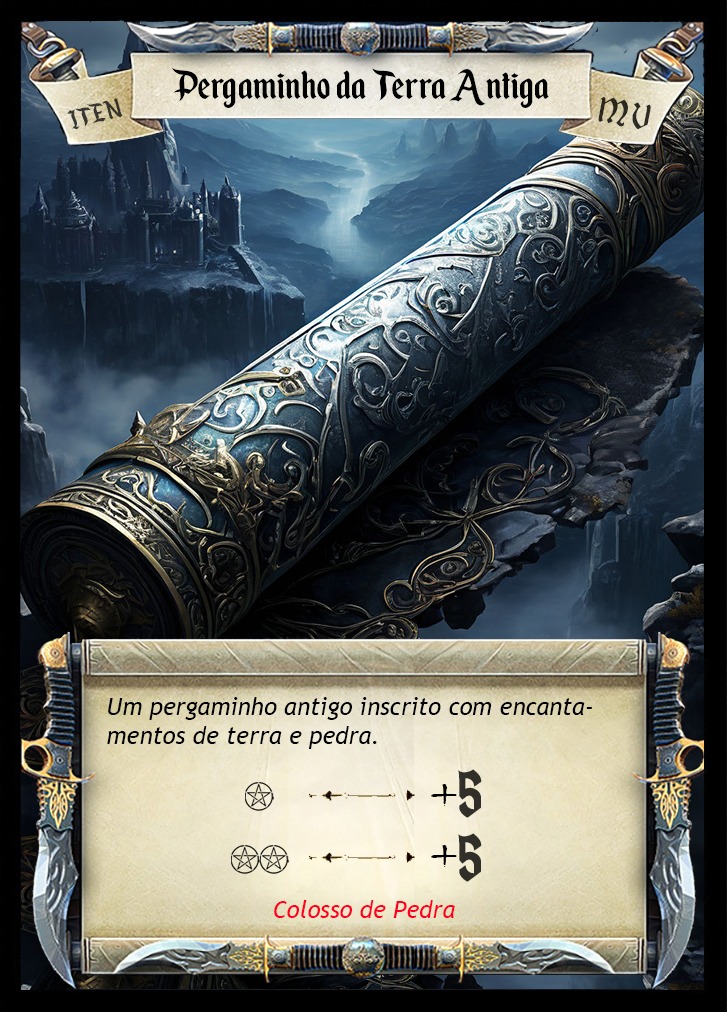 Pergaminho da Terra Antiga
ITEN
MU
Um pergaminho antigo inscrito com encanta-
mentos de terra e pedra.
+5
+5
Colosso de Pedra